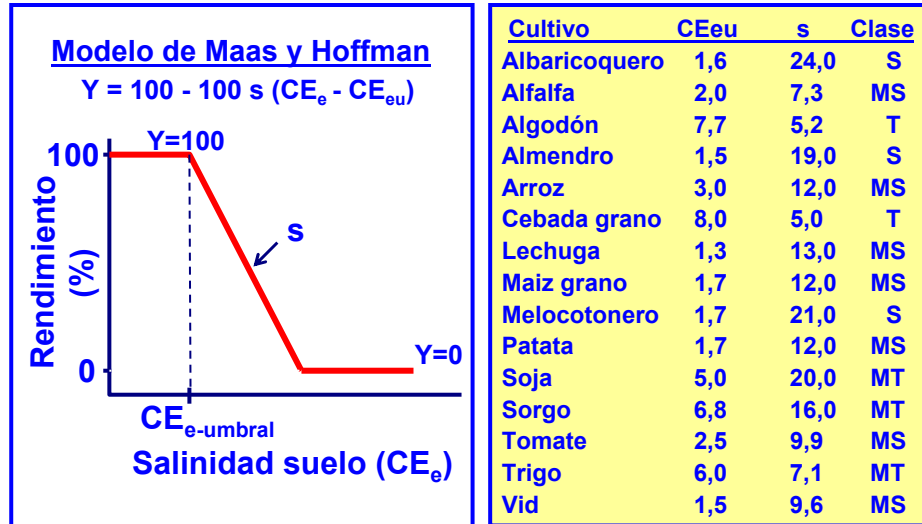 Modelo de Maas y Hoffman
Y = 100 - 100 s (CEe - CEeu)
Y=100
100
s
Rendimiento
(%)
Y=0
0
CEe-umbral
Salinidad suelo (CEe)
Cultivo CEeu s Clase
Albaricoquero 1,6 24,0 S
Alfalfa 2,0 7,3 MS
Algodón 7,7 5,2 T
Almendro 1,5 19,0 S
Arroz 3,0 12,0 MS
Cebada grano 8,0 5,0 T
Lechuga 1,3 13,0 MS
Maiz grano 1,7 12,0 MS
Melocotonero 1,7 21,0 S
Patata 1,7 12,0 MS
Soja 5,0 20,0 MT
Sorgo 6,8 16,0 MT
Tomate 2,5 9,9 MS
Trigo 6,0 7,1 MT
Vid 1,5 9,6 MS